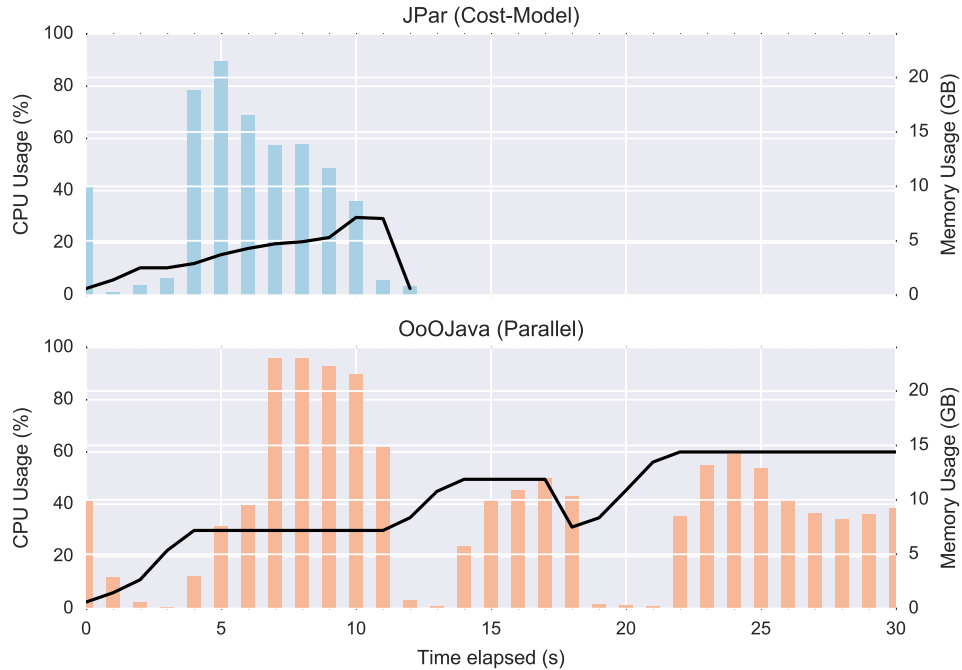 JPar (Cost-Model)
100
80
60
40
20
0
CPU Usage (%)
20
15
10
5
0
Memory Usage (GB)
OoOJava (Parallel)
100
80
60
40
20
0
CPU Usage (%)
20
15
10
5
0
Memory Usage (GB)
0 5 10 15 20 25 30
Time elapsed (s)